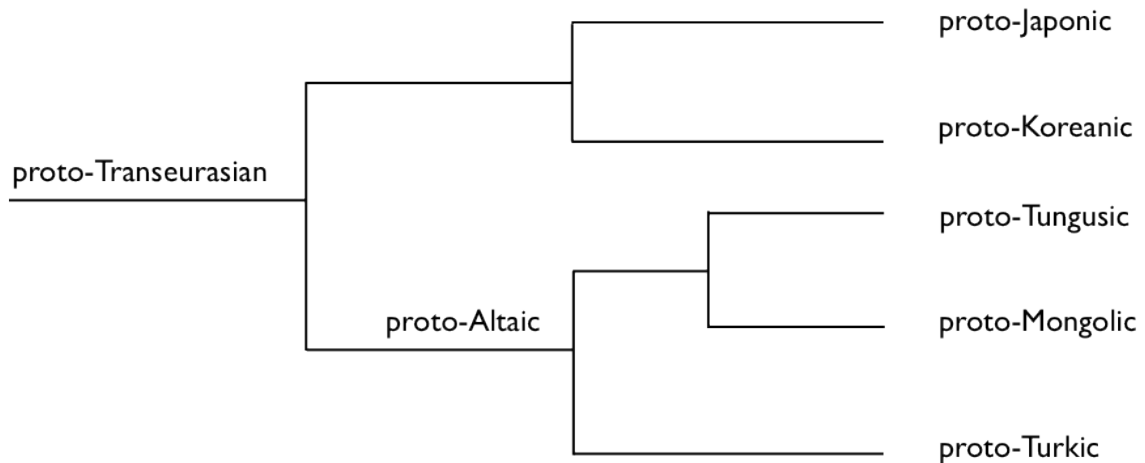 proto-Japonic
proto-Koreanic
proto-Transeurasian
proto-Tungusic
proto-Altaic
proto-Mongolic
proto-Turkic